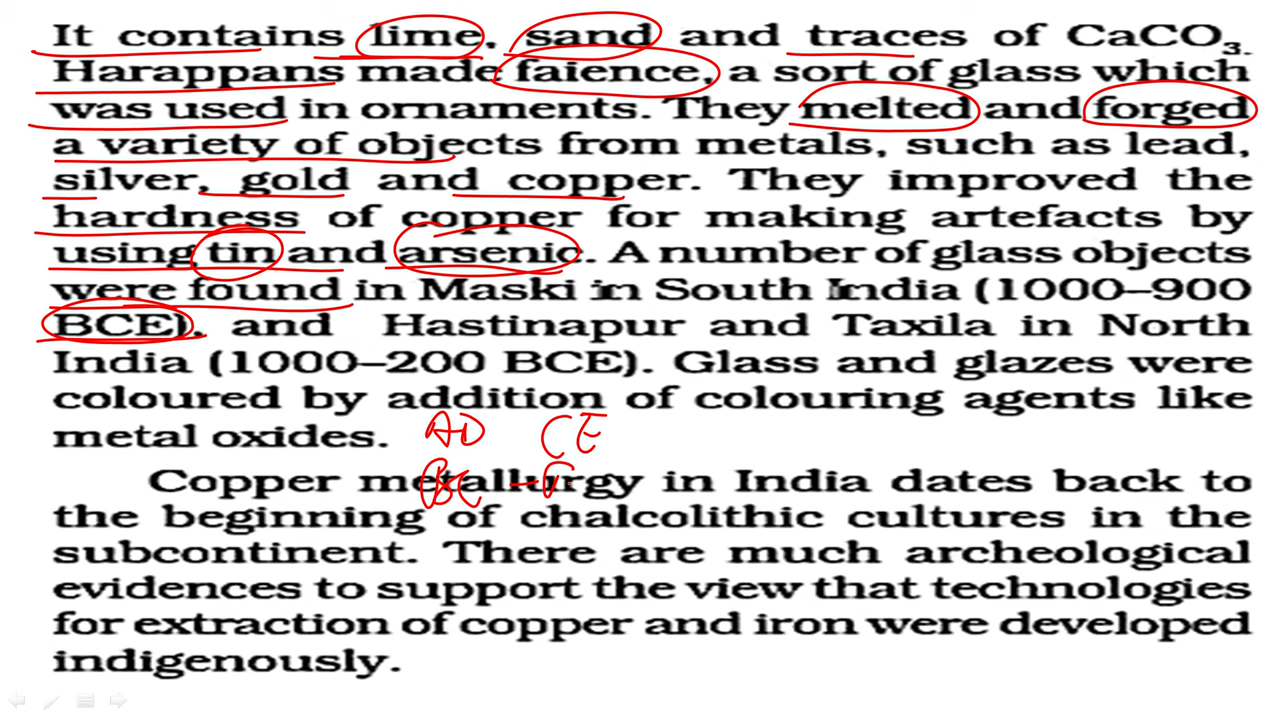 It contains lime, sand and traces of CaCO3.
Harappans made faience, a sort of glass which
was used in ornaments. They melted and forged
a variety of objects from metals, such as lead,
silver, gold and copper. They improved the
hardness of copper for making artefacts by
using tin and arsenic. A number of glass objects
were found in Maski in South India (1000–900
BCE), and Hastinapur and Taxila in North
India (1000–200 BCE). Glass and glazes were
coloured by addition of colouring agents like
metal oxides.
AD CE
BC –
Copper metallurgy in India dates back to
the beginning of chalcolithic cultures in the
subcontinent. There are much archeological
evidences to support the view that technologies
for extraction of copper and iron were developed
indigenously.